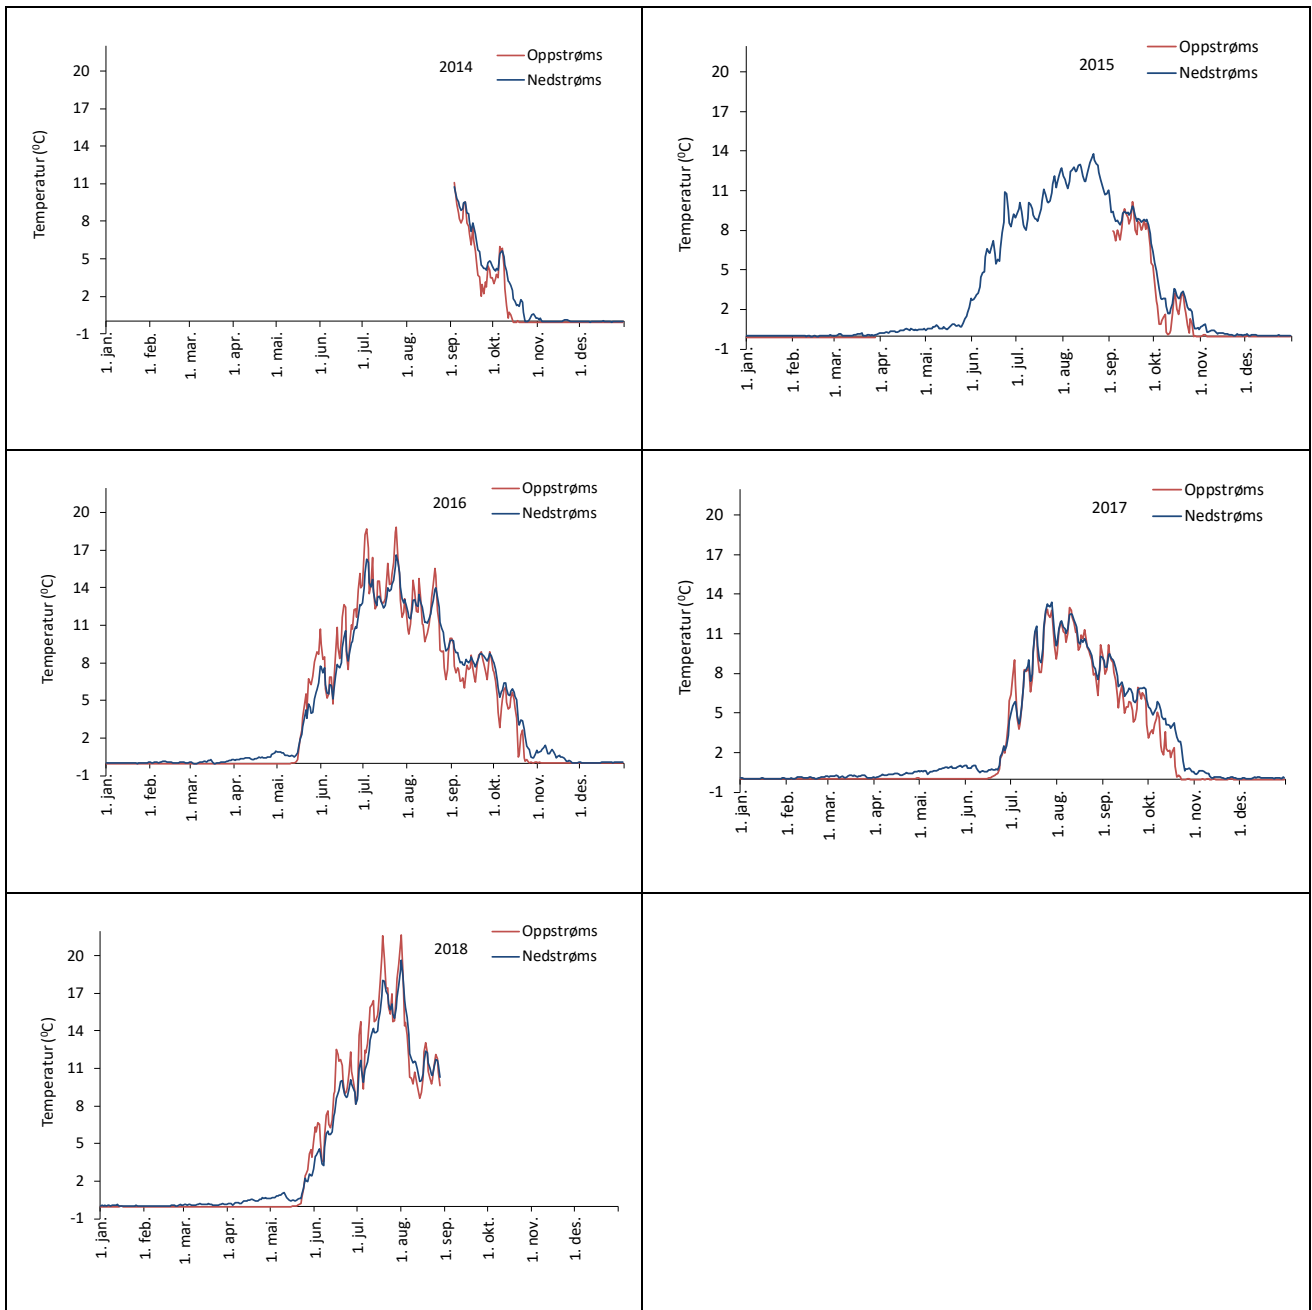 2014
Oppstrøms
Nedstrøms
Temperatur (⁰C)
20
17
14
11
8
5
2
-1
1. jan.
1. feb.
1. mar.
1. apr.
1. mai.
1. jun.
1. jul.
1. aug.
1. sep.
1. okt.
1. nov.
1. des.
2015
Oppstrøms
Nedstrøms
Temperatur (⁰C)
20
17
14
11
8
5
2
-1
1. jan.
1. feb.
1. mar.
1. apr.
1. mai.
1. jun.
1. jul.
1. aug.
1. sep.
1. okt.
1. nov.
1. des.
2016
Oppstrøms
Nedstrøms
Temperatur (⁰C)
20
17
14
11
8
5
2
-1
1. jan.
1. feb.
1. mar.
1. apr.
1. mai.
1. jun.
1. jul.
1. aug.
1. sep.
1. okt.
1. nov.
1. des.
2017
Oppstrøms
Nedstrøms
Temperatur (⁰C)
20
17
14
11
8
5
2
-1
1. jan.
1. feb.
1. mar.
1. apr.
1. mai.
1. jun.
1. jul.
1. aug.
1. sep.
1. okt.
1. nov.
1. des.
2018
Oppstrøms
Nedstrøms
Temperatur (⁰C)
20
17
14
11
8
5
2
-1
1. jan.
1. feb.
1. mar.
1. apr.
1. mai.
1. jun.
1. jul.
1. aug.
1. sep.
1. okt.
1. nov.
1. des.